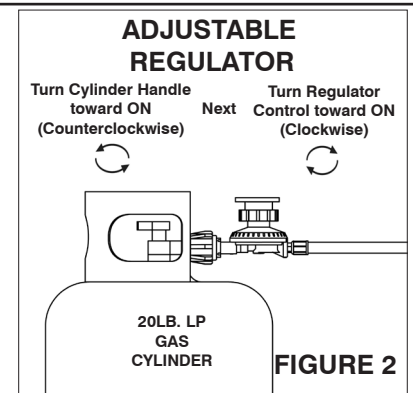 ADJUSTABLE
REGULATOR
Turn Cylinder Handle
toward ON
(Counterclockwise)
Next
Turn Regulator
Control toward ON
(Clockwise)
20LB. LP
GAS
CYLINDER
FIGURE 2